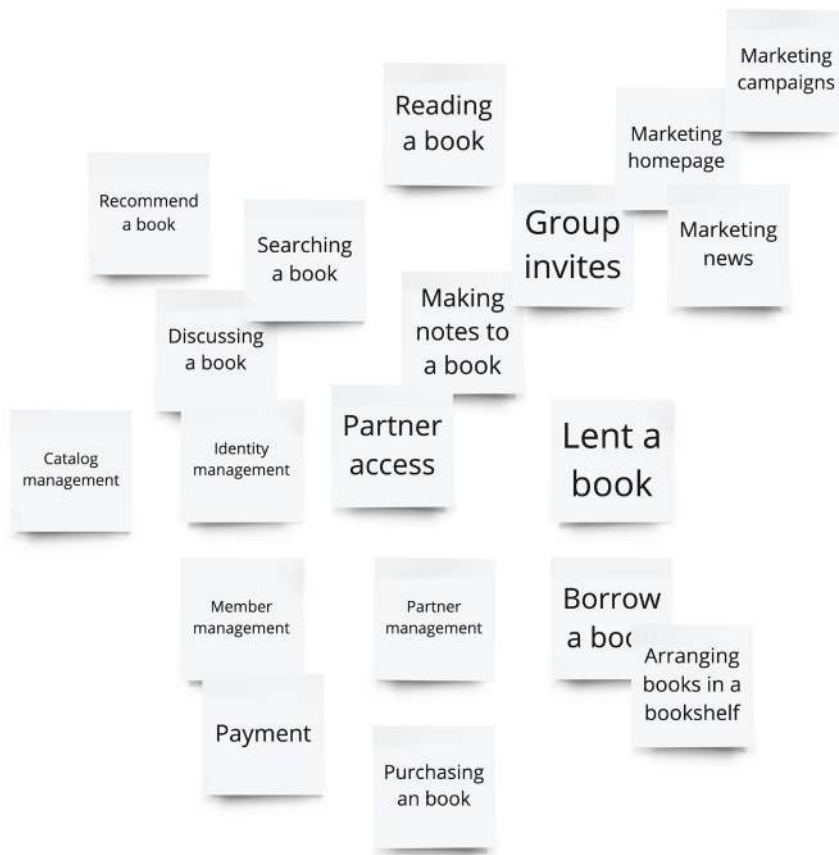 Marketing
campaigns
Reading
a book
Marketing
homepage
Recommend
a book
Searching
a book
Group
invites
Marketing
news
Making
notes to
a book
Discussing
a book
Partner
access
Lent a
book
Catalog
management
Identity
management
Member
management
Partner
management
Borrow
a boo
Arranging
books in a
bookshelf
Payment
Purchasing
an book